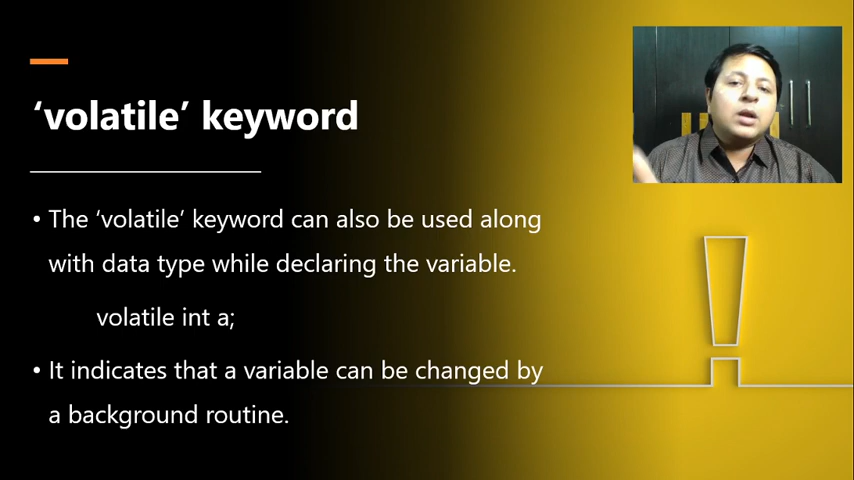 ‘volatile’ keyword
• The ‘volatile’ keyword can also be used along
with data type while declaring the variable.
volatile int a;
• It indicates that a variable can be changed by
a background routine.